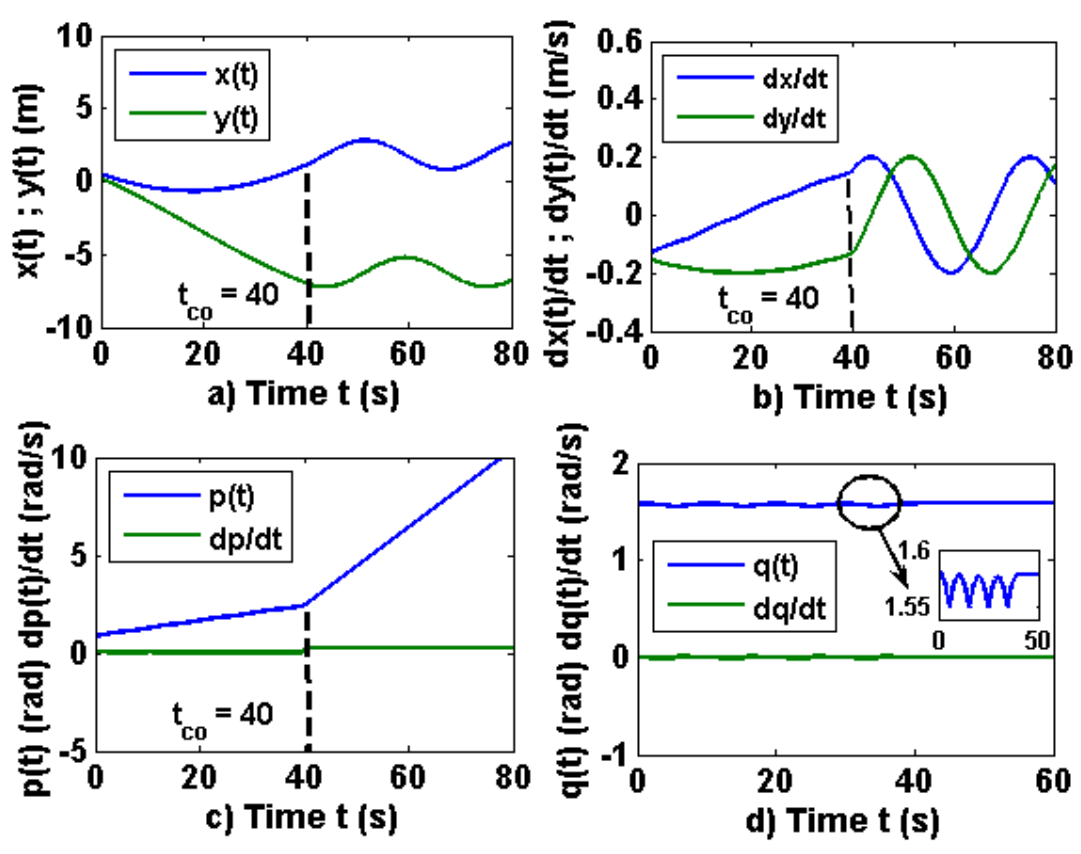 x(t) ; y(t) (m)
10
5
0
-5
-10
x(t)
y(t)
t_co = 40
0 20 40 60 80
a) Time t (s)
dx(t)/dt ; dy(t)/dt (m/s)
0.6
0.4
0.2
0
-0.2
-0.4
dx/dt
dy/dt
t_co = 40
0 20 40 60 80
b) Time t (s)
p(t) (rad) dp(t)/dt (rad/s)
10
5
0
-5
p(t)
dp/dt
t_co = 40
0 20 40 60 80
c) Time t (s)
q(t) (rad) dq(t)/dt (rad/s)
2
1
0
-1
q(t)
dq/dt
1.6
1.55
0 50
0 20 40 60
d) Time t (s)